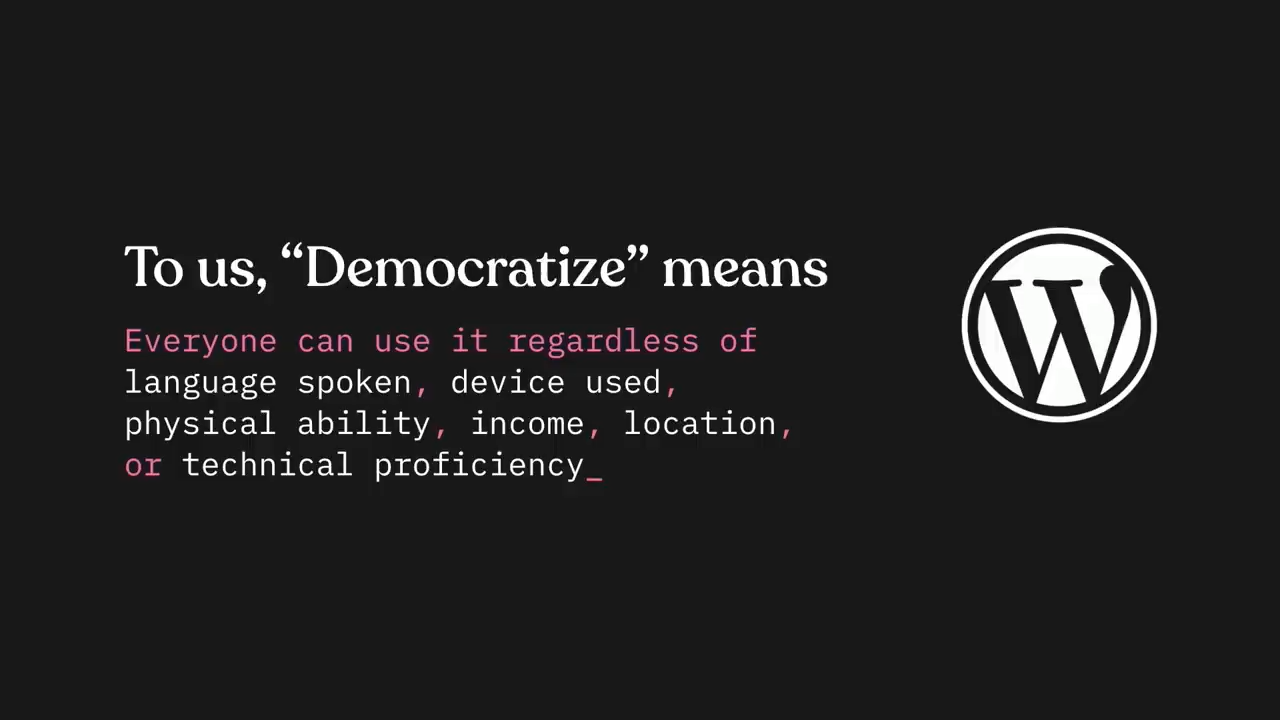 To us, “Democratize” means
Everyone can use it regardless of
language spoken, device used,
physical ability, income, location,
or technical proficiency_
W